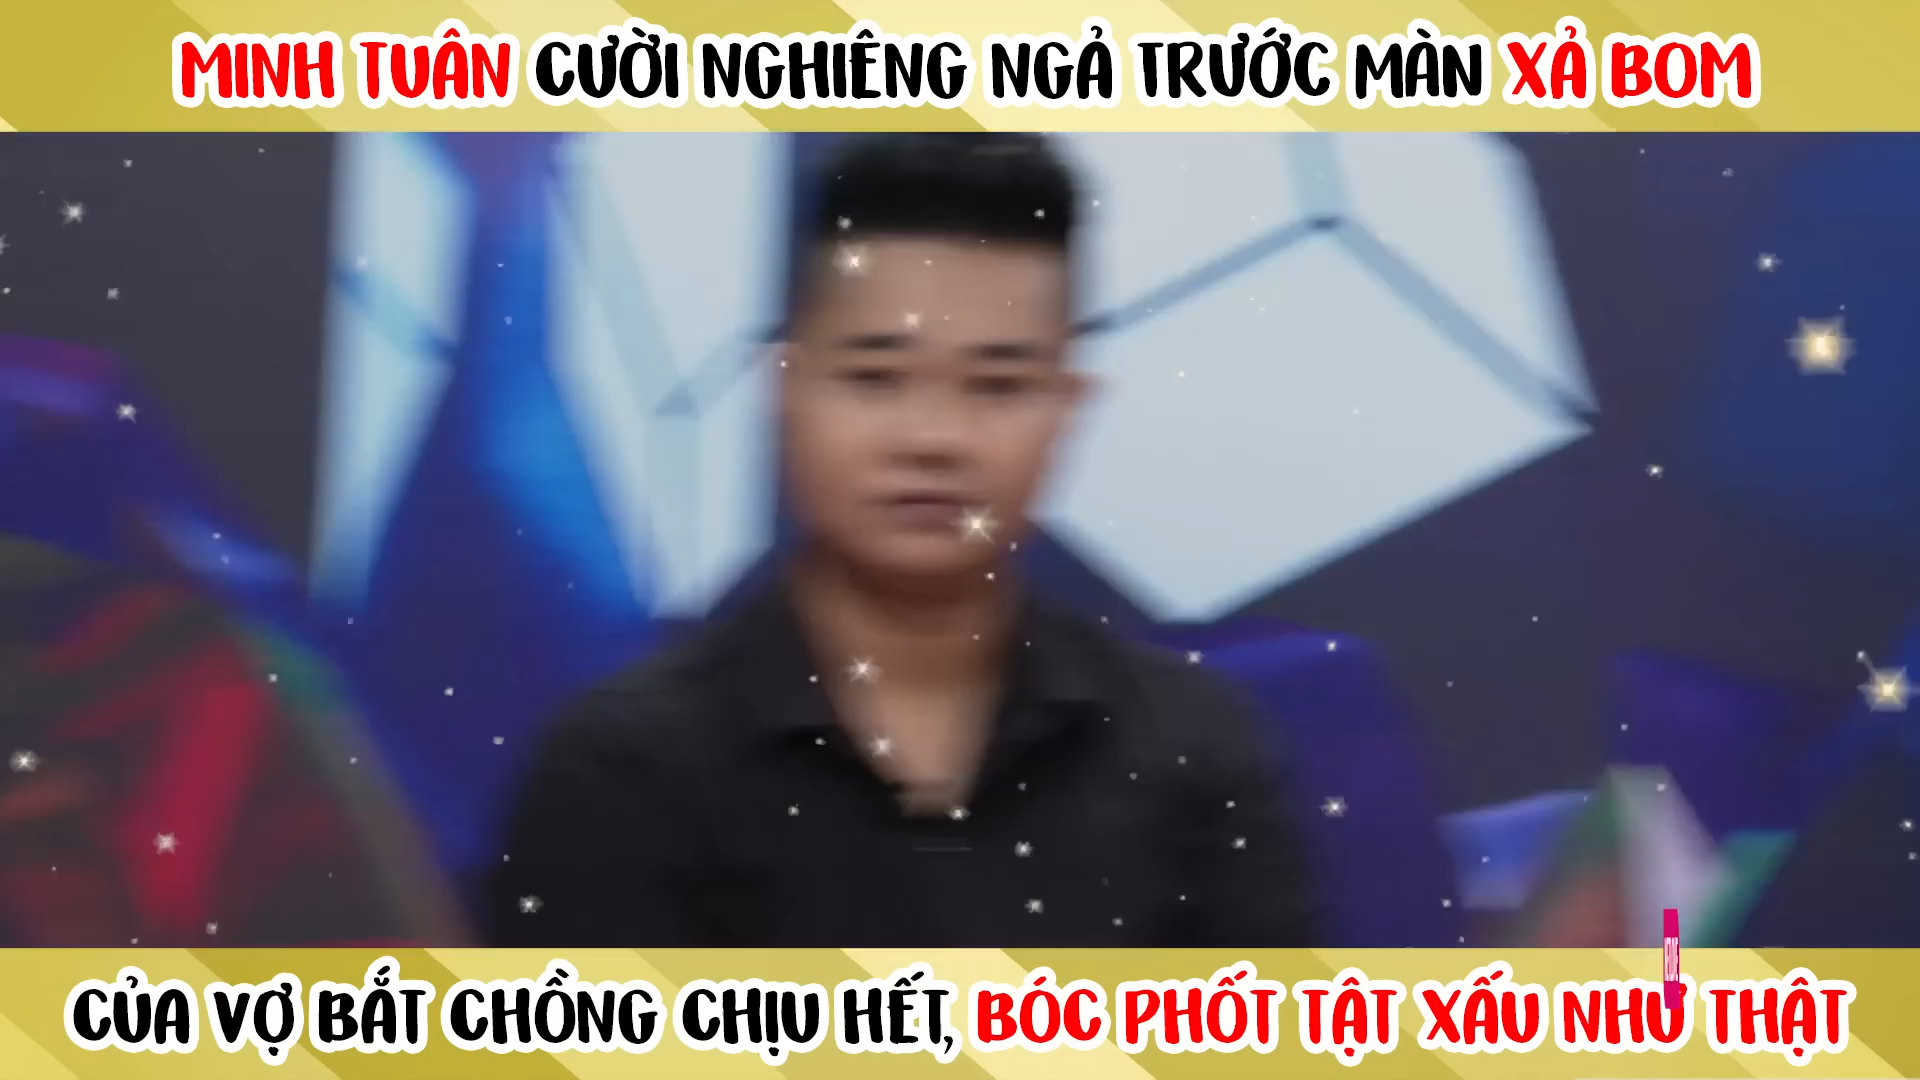 MINH TUÂN CƯỜI NGHIÊNG NGẢ TRƯỚC MÀN XẢ BOM
CỦA VỢ BẮT CHỒNG CHỊU HẾT, BÓC PHỐT TẬT XẤU NHƯ THẬT